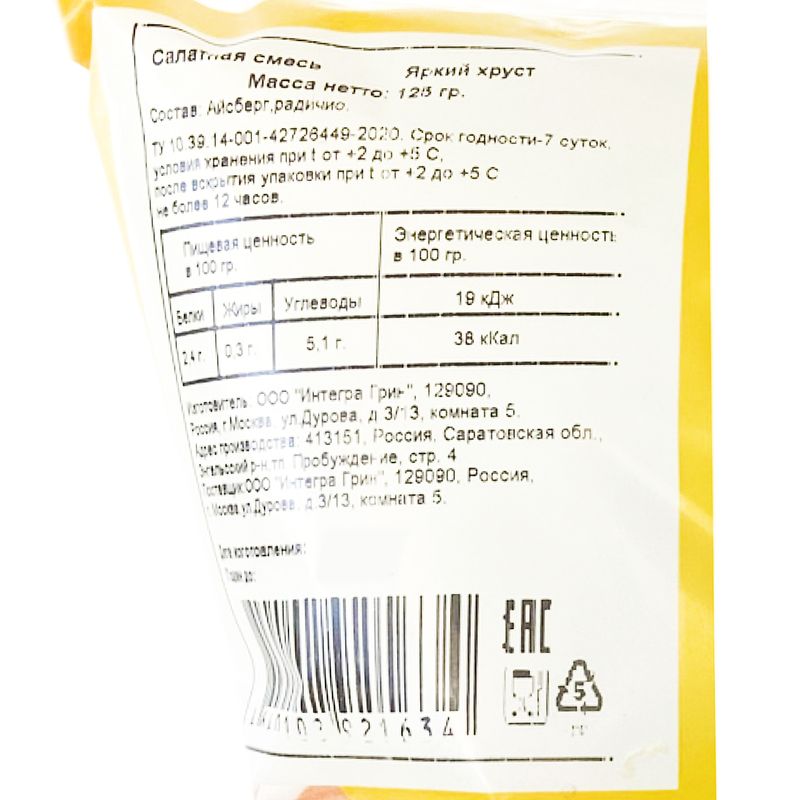 Салатная смесь Яркий хруст
Масса нетто: 125 гр.
Состав: Айсберг,радичио.
ТУ 10.39.14-001-42726449-2020. Срок годности-7 суток,
условия хранения при t от +2 до +5 С,
после вскрытия упаковки при t от +2 до +5 С
не более 12 часов.
Пищевая ценность
в 100 гр.
Энергетическая ценность
в 100 гр.
Белки Жиры Углеводы 19 кДж
2,4 г. 0,3 г. 5,1 г. 38 кКал
Изготовитель: ООО "Интегра Грин", 129090,
Россия, г.Москва, ул.Дурова, д 3/13, комната 5.
Адрес производства: 413151, Россия, Саратовская обл.,
Энгельсский р-н,тп. Пробуждение, стр. 4
Поставщик:ООО "Интегра Грин", 129090, Россия,
г. Москва ул.Дурова, д.3/13, комната 5.
Дата изготовления:
Годен до:
EAC
5
PP